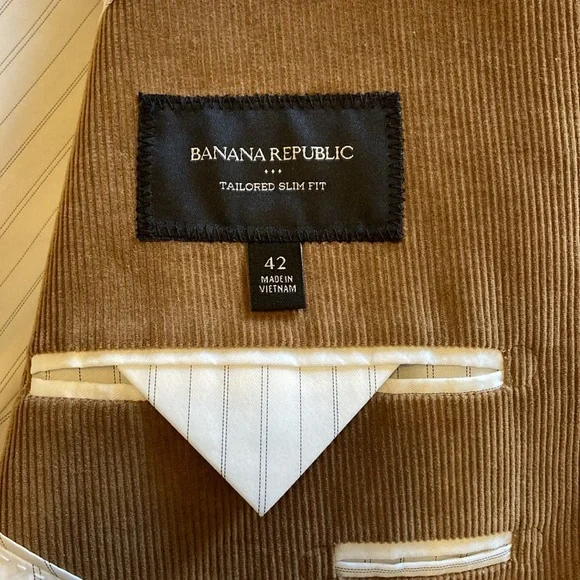 BANANA REPUBLIC
TAILORED SLIM FIT
42
MADE IN
VIETNAM